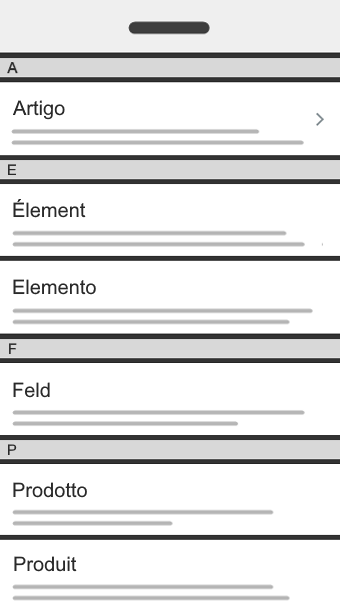 A
Artigo
E
Élement
Elemento
F
Feld
P
Prodotto
Produit